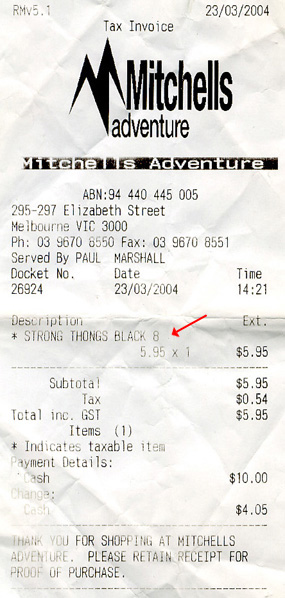 RMv5.1 23/03/2004
Tax Invoice
Mitchells
adventure
Mitchells Adventure
ABN:94 440 445 005
295-297 Elizabeth Street
Melbourne VIC 3000
Ph: 03 9670 8550 Fax: 03 9670 8551
Served By PAUL MARSHALL
Docket No. Date Time
26924 23/03/2004 14:21
Description Ext.
* STRONG THONGS BLACK 8
5.95 x 1 $5.95
Subtotal $5.95
Tax $0.54
Total inc. GST $5.95
Items (1)
* Indicates taxable item
Payment Details:
Cash $10.00
Change:
Cash $4.05
THANK YOU FOR SHOPPING AT MITCHELLS
ADVENTURE. PLEASE RETAIN RECEIPT FOR
PROOF OF PURCHASE.